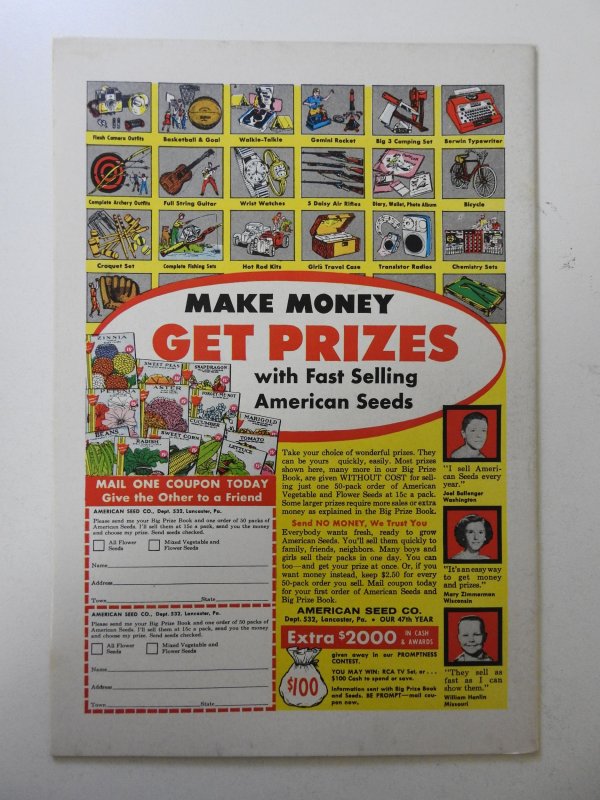 Flash Camera Outfits
Basketball & Goal
Walkie-Talkie
Gemini Rocket
Big 3 Camping Set
Berwin Typewriter
Complete Archery Outfits
Full String Guitar
Wrist Watches
5 Daisy Air Rifles
Diary, Wallet, Photo Album
Bicycle
Croquet Set
Complete Fishing Sets
Hot Rod Kits
Girls Travel Case
Transistor Radios
Chemistry Sets
MAKE MONEY
GET PRIZES
with Fast Selling
American Seeds
ZINNIA
SWEET PEAS
SNAPDRAGON
PETUNIA
ASTER
FORGET-ME-NOT
MARIGOLD
CUCUMBER
BEANS
RADISH
SWEET CORN
TOMATO
LETTUCE
MAIL ONE COUPON TODAY
Give the Other to a Friend
AMERICAN SEED CO., Dept. 532, Lancaster, Pa.
Please send me your Big Prize Book and one order of 50 packs of
American Seeds. I'll sell them at 15c a pack, send you the money
and choose my prize. Send seeds checked.
All Flower Seeds
Mixed Vegetable and Flower Seeds
Name
Address
Town State
AMERICAN SEED CO., Dept. 532, Lancaster, Pa.
Please send me your Big Prize Book and one order of 50 packs of
American Seeds. I'll sell them at 15c a pack, send you the money
and choose my prize. Send seeds checked.
All Flower Seeds
Mixed Vegetable and Flower Seeds
Name
Address
Town State
Take your choice of wonderful prizes. They
can be yours quickly, easily. Most prizes
shown here, many more in our Big Prize
Book, are given WITHOUT COST for sel-
ling just one 50-pack order of American
Vegetable and Flower Seeds at 15c a pack.
Some larger prizes require more sales or extra
money as explained in the Big Prize Book.
Send NO MONEY, We Trust You
Everybody wants fresh, ready to grow
American Seeds. You'll sell them quickly to
family, friends, neighbors. Many boys and
girls sell their packs in one day. You can
too—and get your prize at once. Or, if you
want money instead, keep $2.50 for every
50-pack order you sell. Mail coupon today
for your first order of American Seeds and
Big Prize Book.
AMERICAN SEED CO.
Dept. 532, Lancaster, Pa. • OUR 47th YEAR
Extra $2000 IN CASH & AWARDS
given away in our PROMPTNESS
CONTEST.
YOU MAY WIN: RCA TV Set, or...
$100 Cash to spend or save.
Information sent with Big Prize Book
and Seeds. BE PROMPT—mail cou-
pon now.
$100
"I sell Ameri-
can Seeds every
year."
Joel Bellenger
Washington
"It's an easy way
to get money
and prizes."
Mary Zimmerman
Wisconsin
"They sell as
fast as I can
show them."
William Hanlin
Missouri